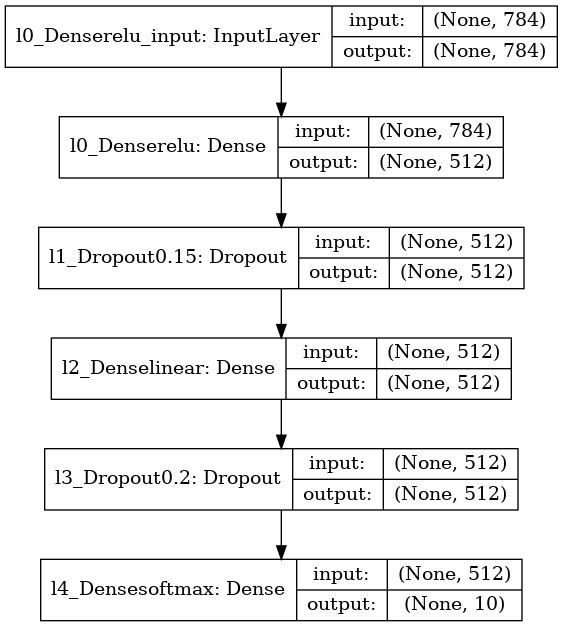 l0_Denserelu_input: InputLayer
input: (None, 784)
output: (None, 784)
l0_Denserelu: Dense
input: (None, 784)
output: (None, 512)
l1_Dropout0.15: Dropout
input: (None, 512)
output: (None, 512)
l2_Denselinear: Dense
input: (None, 512)
output: (None, 512)
l3_Dropout0.2: Dropout
input: (None, 512)
output: (None, 512)
l4_Densesoftmax: Dense
input: (None, 512)
output: (None, 10)